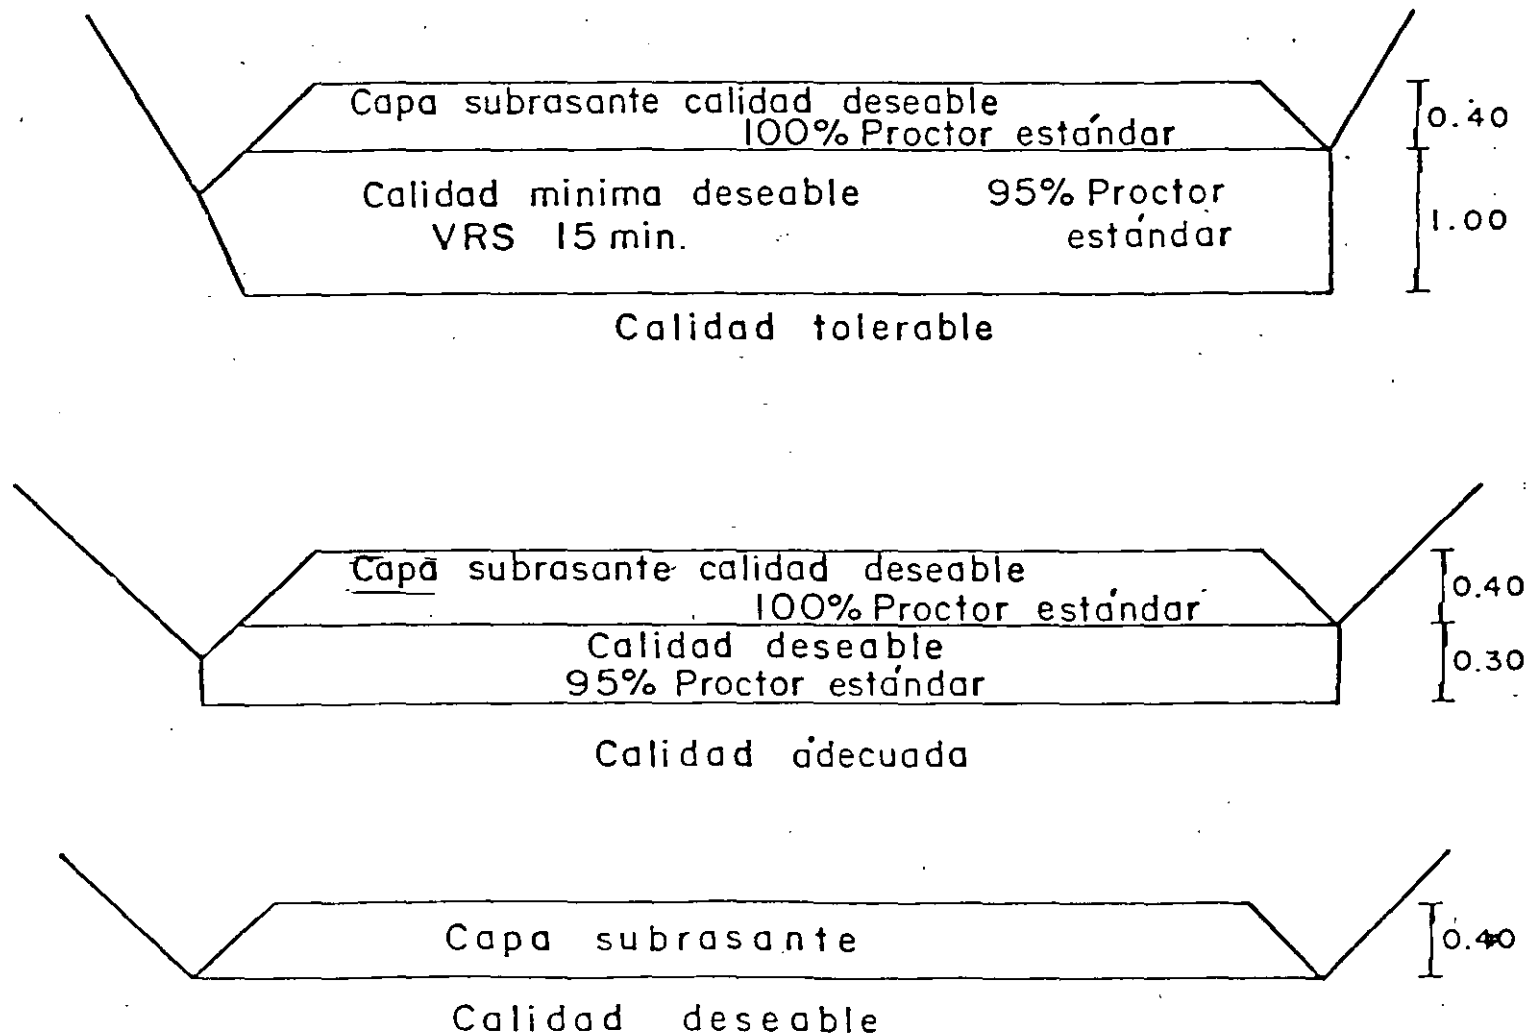 Capa subrasante calidad deseable
100% Proctor estándar
0.40
Calidad minima deseable 95% Proctor
VRS 15 min. estándar
1.00
Calidad tolerable
Capa subrasante calidad deseable
100% Proctor estándar
0.40
Calidad deseable
95% Proctor estándar
0.30
Calidad adecuada
Capa subrasante
0.40
Calidad deseable